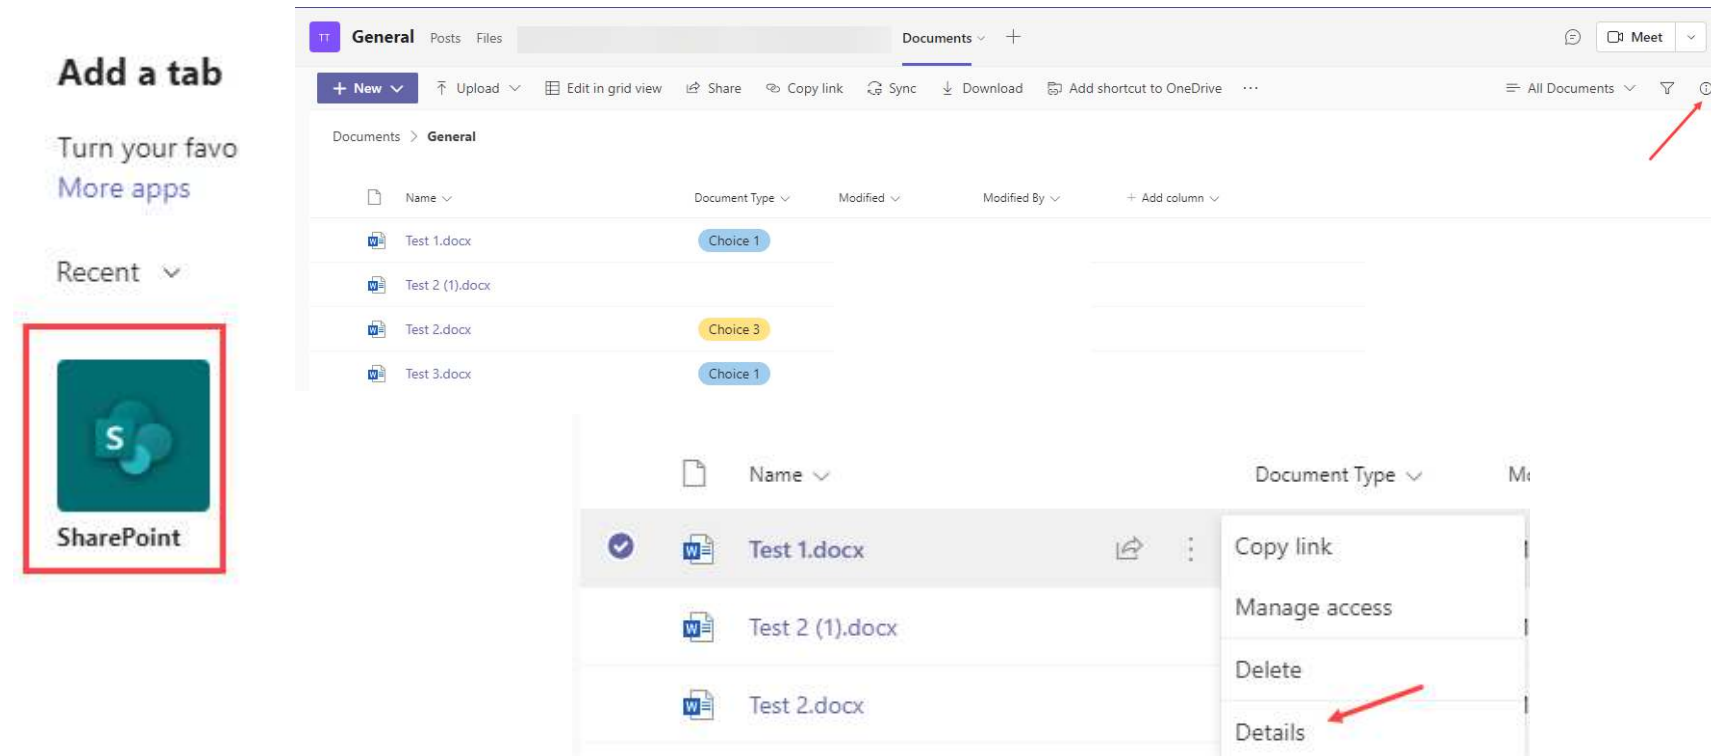 Add a tab
Turn your favo
More apps
Recent
S
SharePoint
TT General Posts Files Documents + Meet
+ New Upload Edit in grid view Share Copy link Sync Download Add shortcut to OneDrive ... All Documents
Documents > General
Name Document Type Modified Modified By + Add column
W Test 1.docx Choice 1
W Test 2 (1).docx
W Test 2.docx Choice 3
W Test 3.docx Choice 1
Name Document Type Mo
W Test 1.docx
Copy link
Manage access
W Test 2 (1).docx
Delete
W Test 2.docx
Details